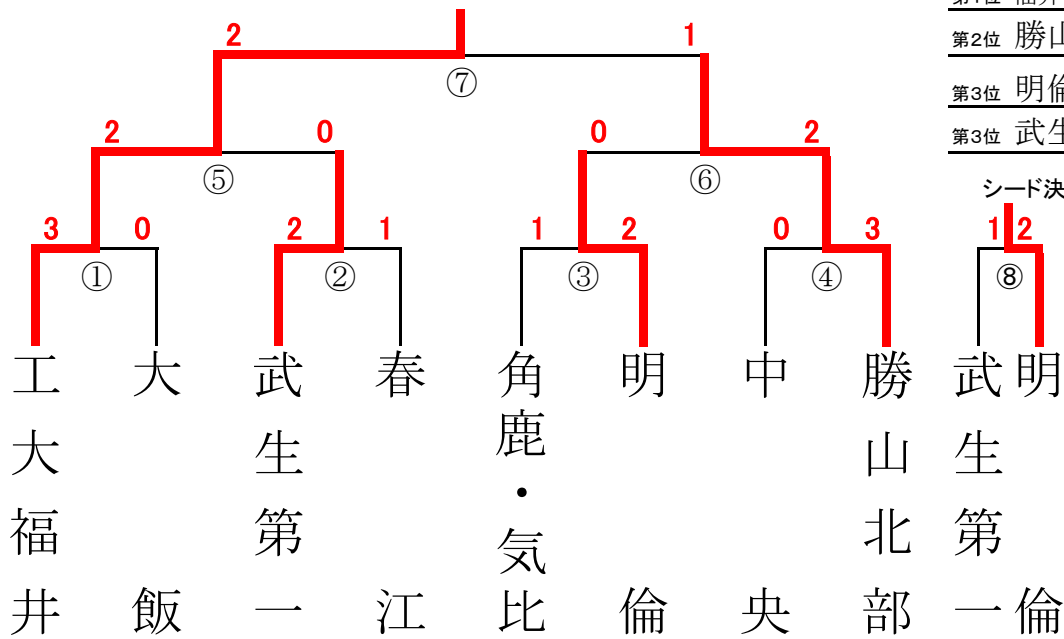 2 1
⑦
2 0 0 2
⑤ ⑥
3 0 2 1 1 2 0 3
① ② ③ ④
工大福井
大飯
武生第一
春江
角鹿・気比
明倫
中央
勝山北部
第2位 勝山
第3位 明倫
第3位 武生
シード決
1 2
⑧
武生第一
明倫